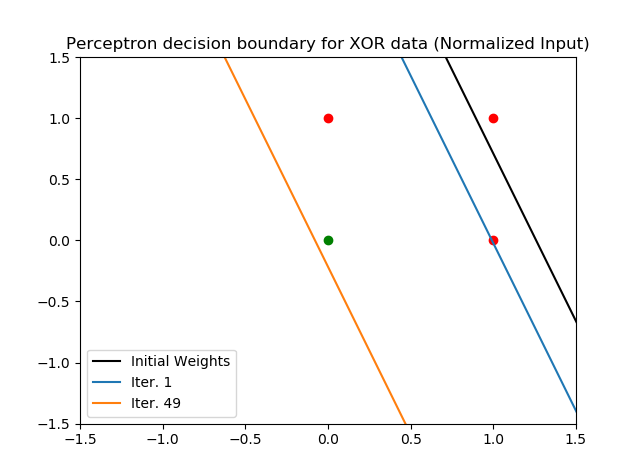 Perceptron decision boundary for XOR data (Normalized Input)
1.5
1.0
0.5
0.0
−0.5
−1.0
−1.5
Initial Weights
Iter. 1
Iter. 49
−1.5 −1.0 −0.5 0.0 0.5 1.0 1.5